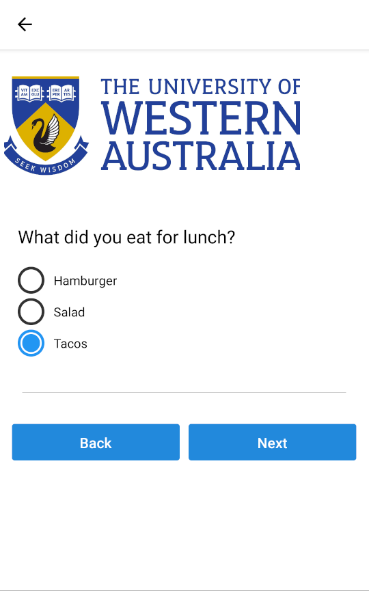 THE UNIVERSITY OF
WESTERN
AUSTRALIA
SEEK WISDOM
What did you eat for lunch?
Hamburger
Salad
Tacos
Back
Next